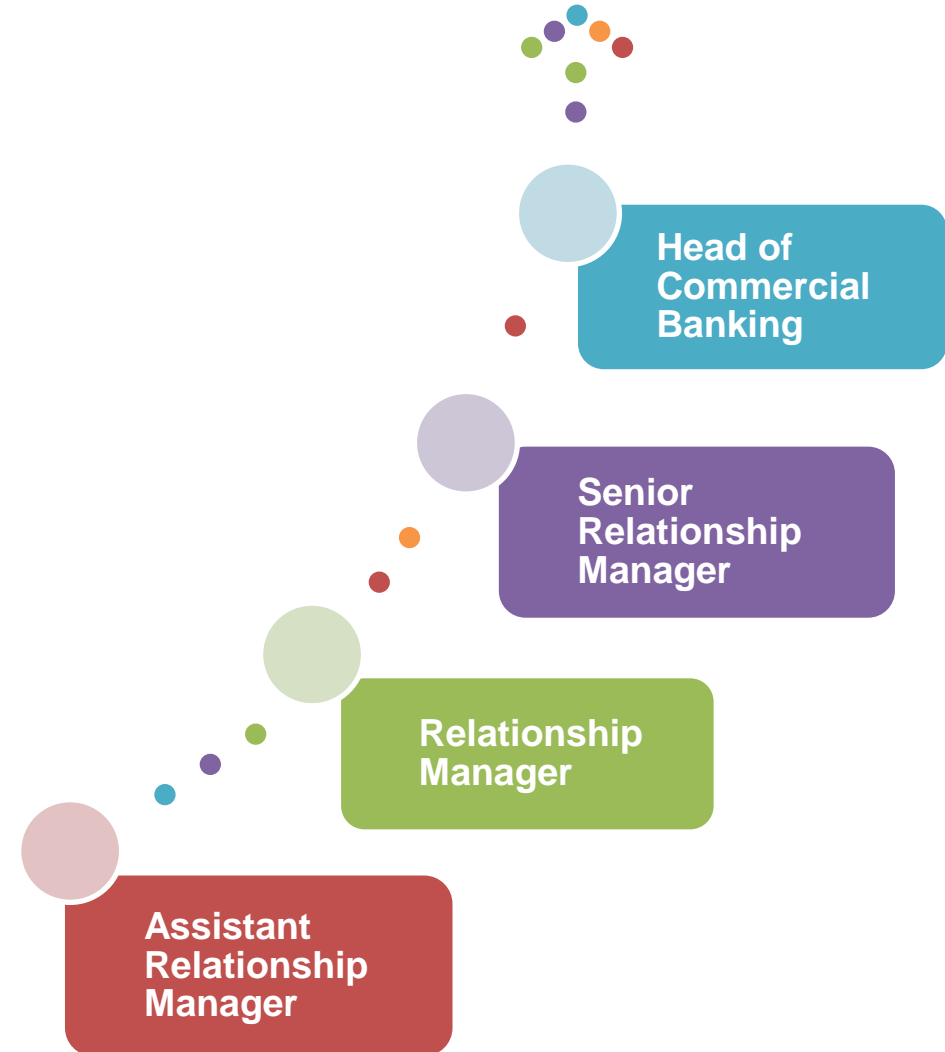 Head of
Commercial
Banking
Senior
Relationship
Manager
Relationship
Manager
Assistant
Relationship
Manager